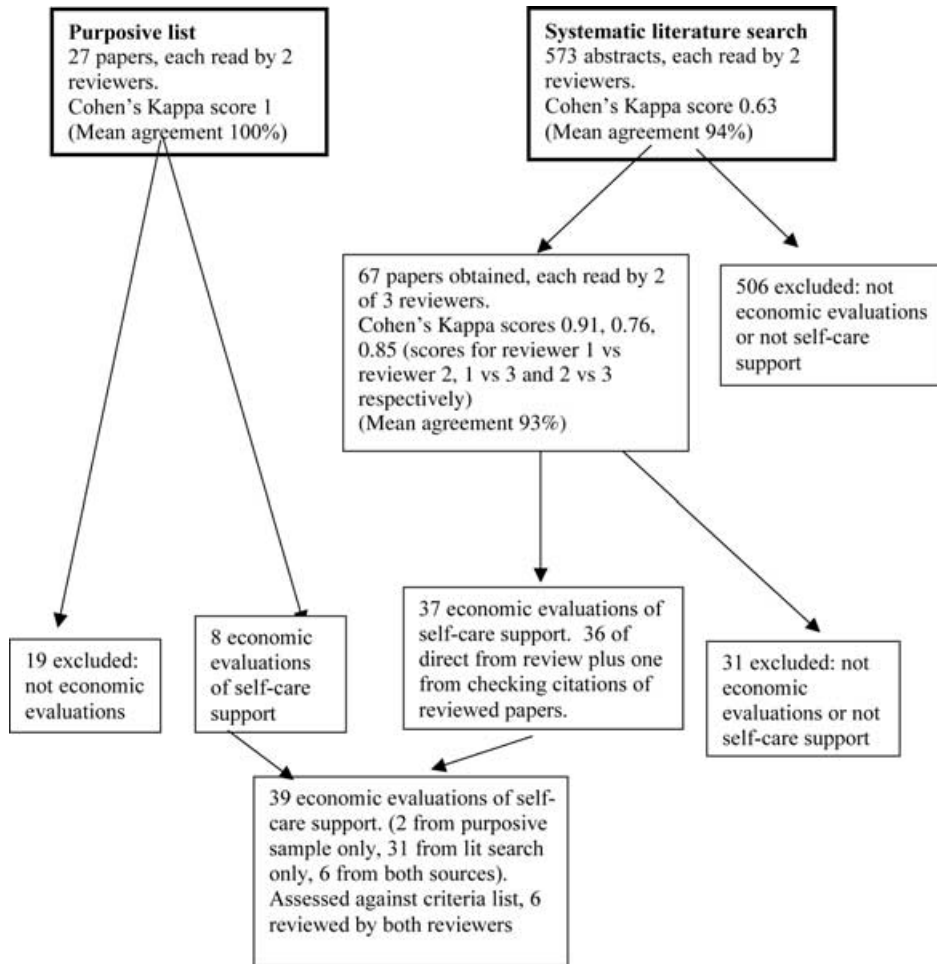 Purposive list
27 papers, each read by 2
reviewers.
Cohen's Kappa score 1
(Mean agreement 100%)
Systematic literature search
573 abstracts, each read by 2
reviewers.
Cohen's Kappa score 0.63
(Mean agreement 94%)
67 papers obtained, each read by 2
of 3 reviewers.
Cohen's Kappa scores 0.91, 0.76,
0.85 (scores for reviewer 1 vs
reviewer 2, 1 vs 3 and 2 vs 3
respectively)
(Mean agreement 93%)
506 excluded: not
economic evaluations
or not self-care
support
19 excluded:
not economic
evaluations
8 economic
evaluations
of self-care
support
37 economic evaluations of
self-care support.  36 of
direct from review plus one
from checking citations of
reviewed papers.
31 excluded: not
economic
evaluations or not
self-care support
39 economic evaluations of self-
care support. (2 from purposive
sample only, 31 from lit search
only, 6 from both sources).
Assessed against criteria list, 6
reviewed by both reviewers